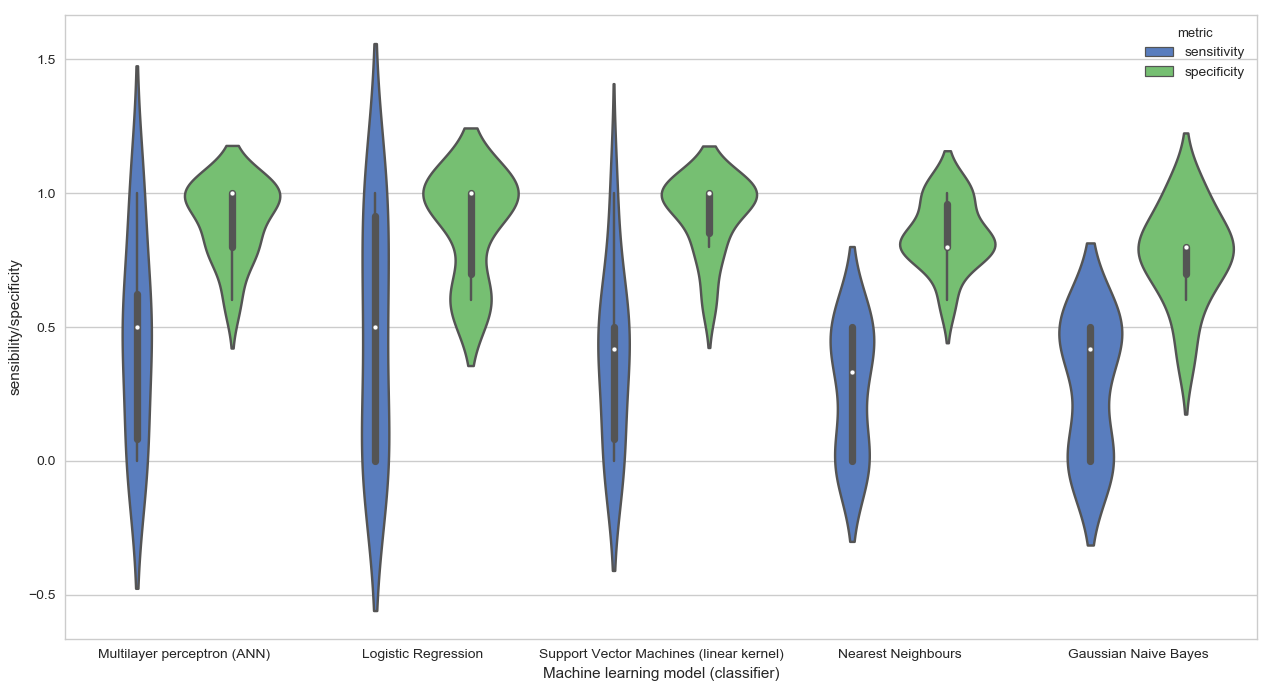 metric
sensitivity
specificity
1.5
1.0
0.5
0.0
−0.5
sensibility/specificity
Multilayer perceptron (ANN)
Logistic Regression
Support Vector Machines (linear kernel)
Nearest Neighbours
Gaussian Naive Bayes
Machine learning model (classifier)